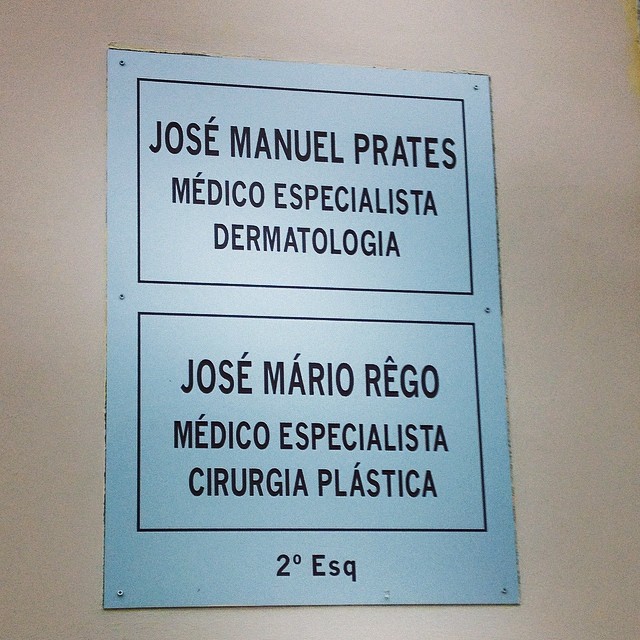 JOSÉ MANUEL PRATES
MÉDICO ESPECIALISTA
DERMATOLOGIA
JOSÉ MÁRIO RÊGO
MÉDICO ESPECIALISTA
CIRURGIA PLÁSTICA
2º Esq